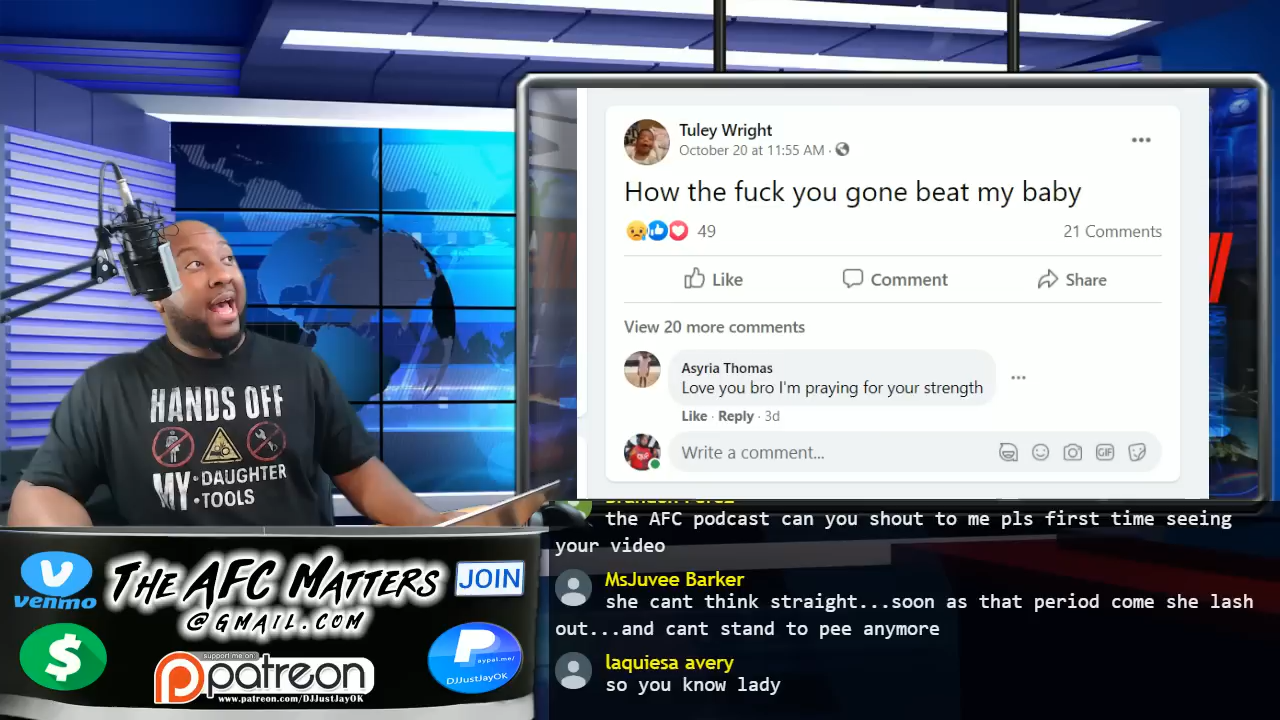 Tuley Wright
October 20 at 11:55 AM ·
How the fuck you gone beat my baby
49
21 Comments
Like
Comment
Share
View 20 more comments
Asyria Thomas
Love you bro I'm praying for your strength
Like · Reply · 3d
Write a comment...
GIF
HANDS OFF
MY · DAUGHTER
· TOOLS
the AFC podcast can you shout to me pls first time seeing
your video
MsJuvee Barker
she cant think straight...soon as that period come she lash
out...and cant stand to pee anymore
laquiesa avery
so you know lady
venmo
THE AFC MATTERS
@GMAIL.COM
JOIN
$
support me on
patreon
www.patreon.com/DJJustJayOK
Paypal.me/
DJJustJayOK